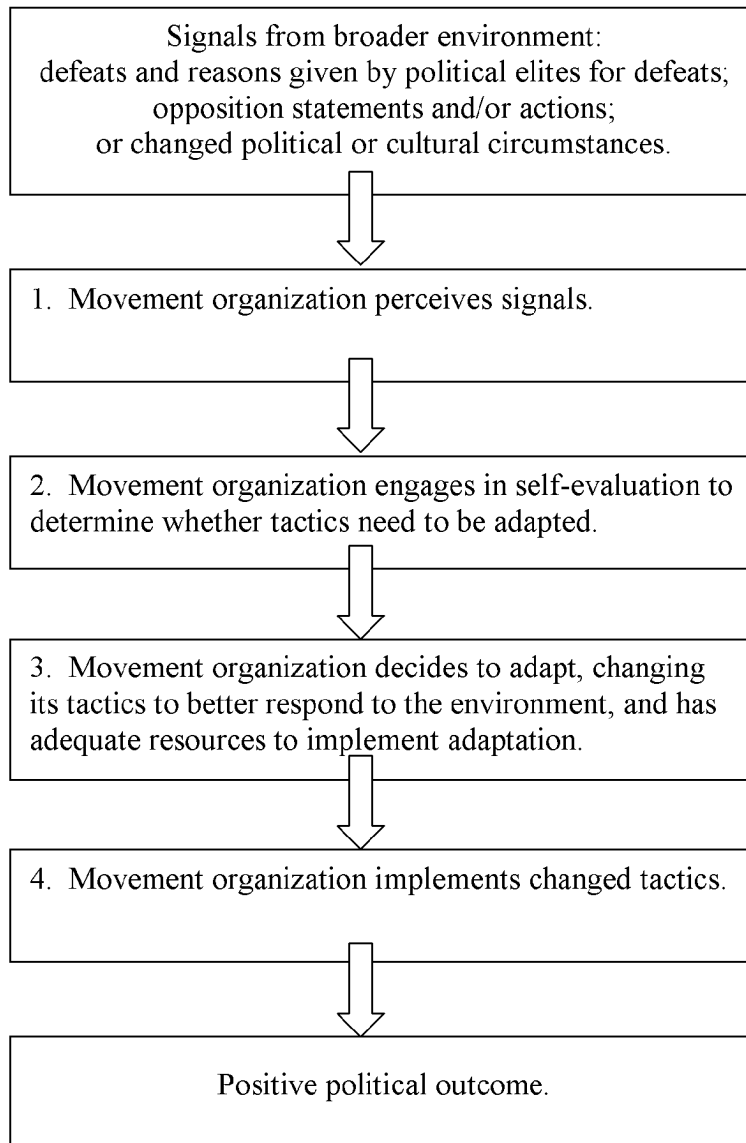 Signals from broader environment:
defeats and reasons given by political elites for defeats;
opposition statements and/or actions;
or changed political or cultural circumstances.
1.  Movement organization perceives signals.
2.  Movement organization engages in self-evaluation to
determine whether tactics need to be adapted.
3.  Movement organization decides to adapt, changing
its tactics to better respond to the environment, and has
adequate resources to implement adaptation.
4.  Movement organization implements changed tactics.
Positive political outcome.